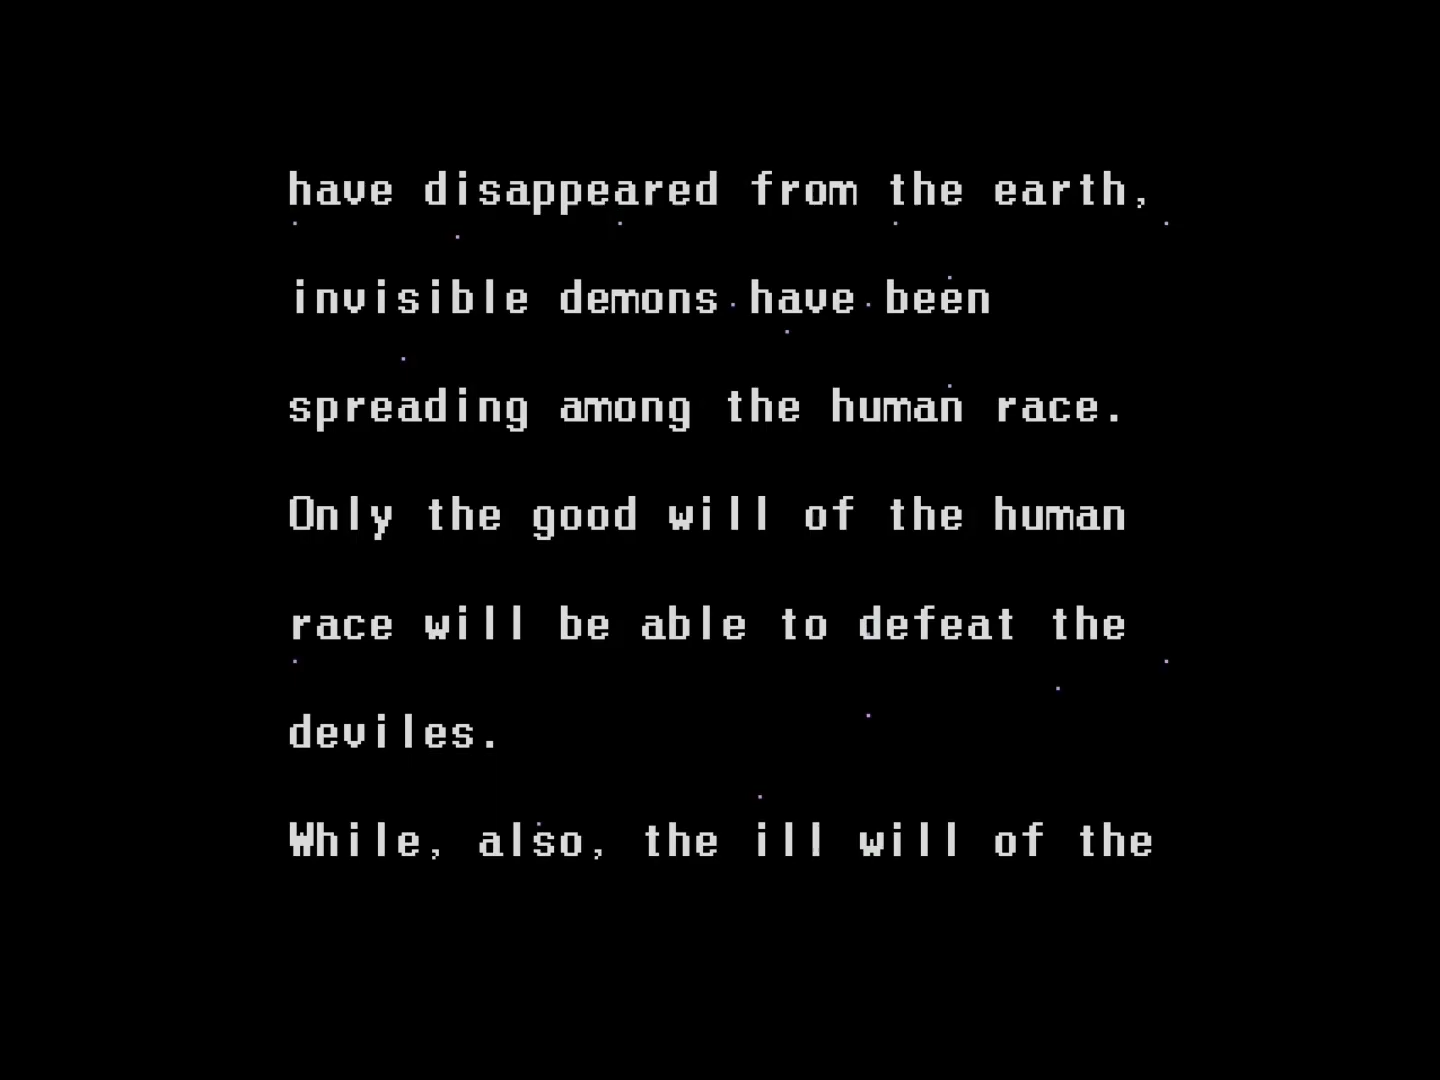 have disappeared from the earth,
invisible demons have been
spreading among the human race.
Only the good will of the human
race will be able to defeat the
deviles.
While, also, the ill will of the